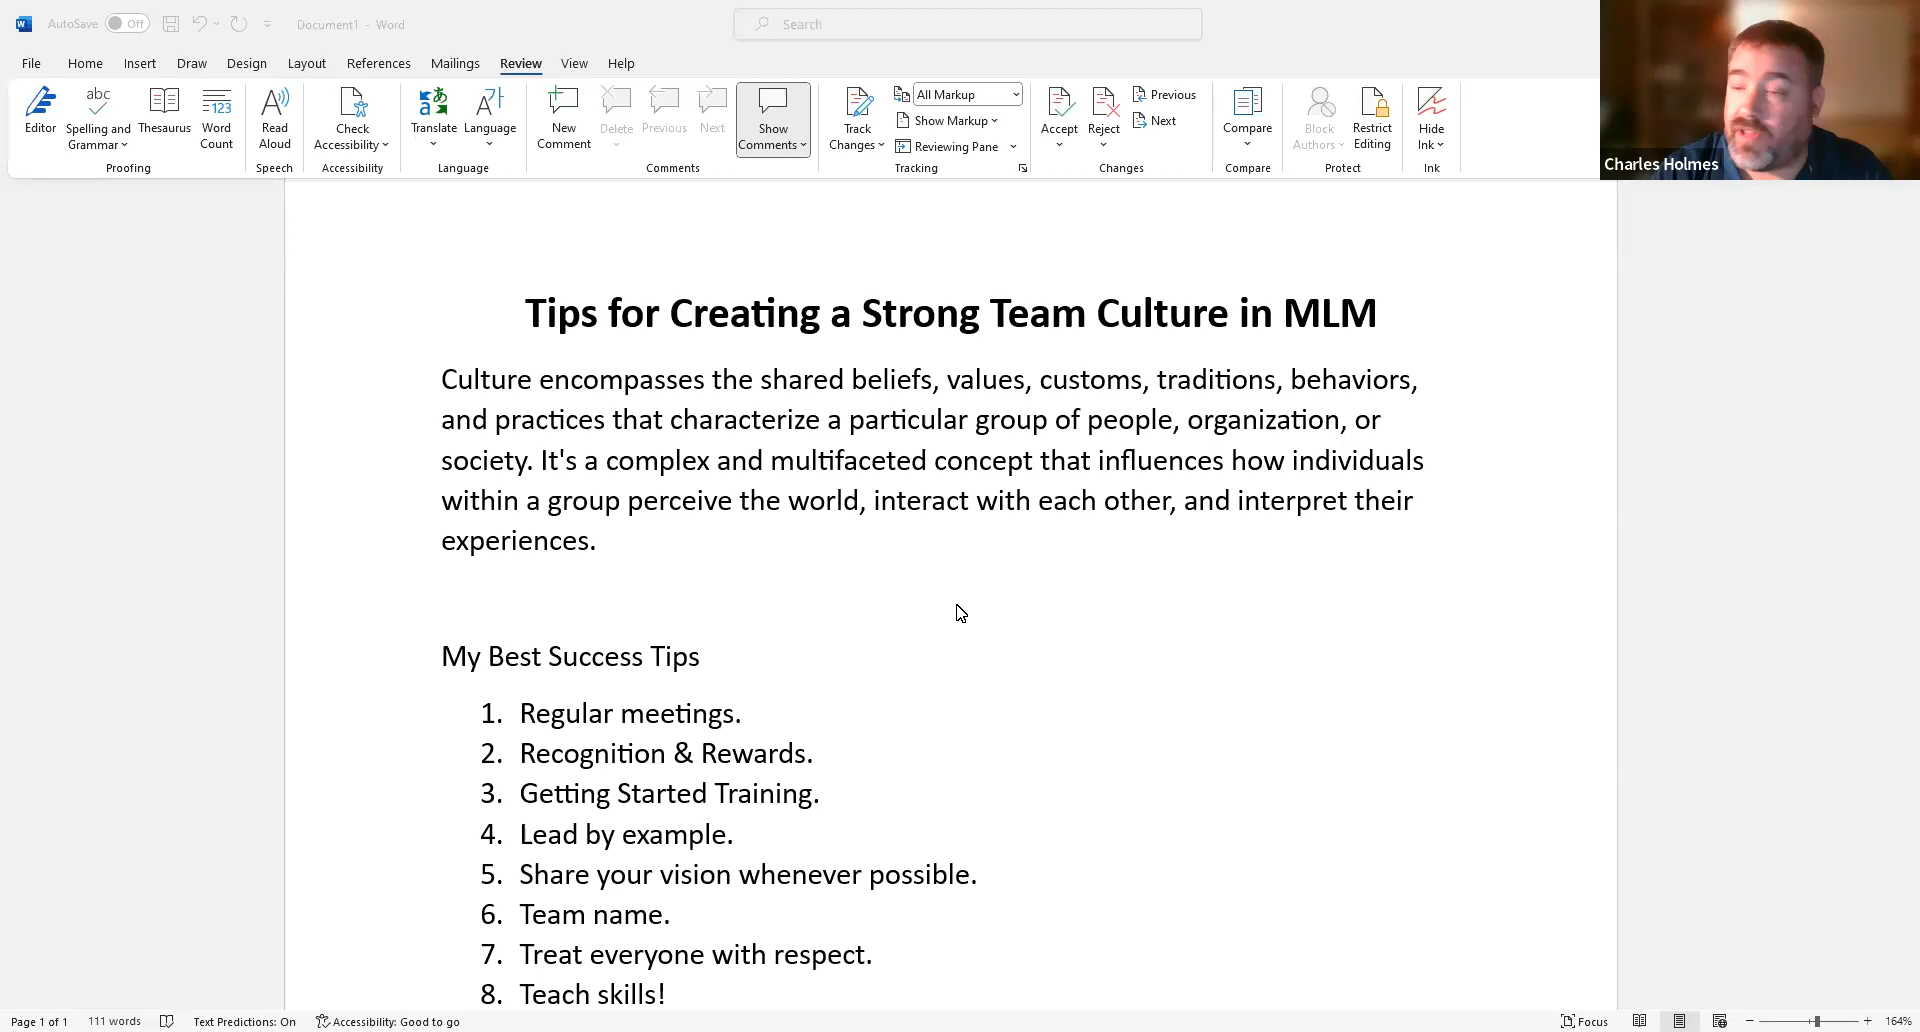 AutoSave Off Document1 - Word Search
File Home Insert Draw Design Layout References Mailings Review View Help
Editor
Spelling and Grammar
Thesaurus
Word Count
Proofing
Read Aloud
Speech
Check Accessibility
Accessibility
Translate
Language
Language
New Comment
Delete
Previous
Next
Show Comments
Comments
Track Changes
All Markup
Show Markup
Reviewing Pane
Tracking
Accept
Reject
Previous
Next
Changes
Compare
Compare
Block Authors
Restrict Editing
Protect
Hide Ink
Ink
Charles Holmes
Tips for Creating a Strong Team Culture in MLM
Culture encompasses the shared beliefs, values, customs, traditions, behaviors,
and practices that characterize a particular group of people, organization, or
society. It's a complex and multifaceted concept that influences how individuals
within a group perceive the world, interact with each other, and interpret their
experiences.
My Best Success Tips
1. Regular meetings.
2. Recognition & Rewards.
3. Getting Started Training.
4. Lead by example.
5. Share your vision whenever possible.
6. Team name.
7. Treat everyone with respect.
8. Teach skills!
Page 1 of 1 111 words Text Predictions: On Accessibility: Good to go Focus 164%